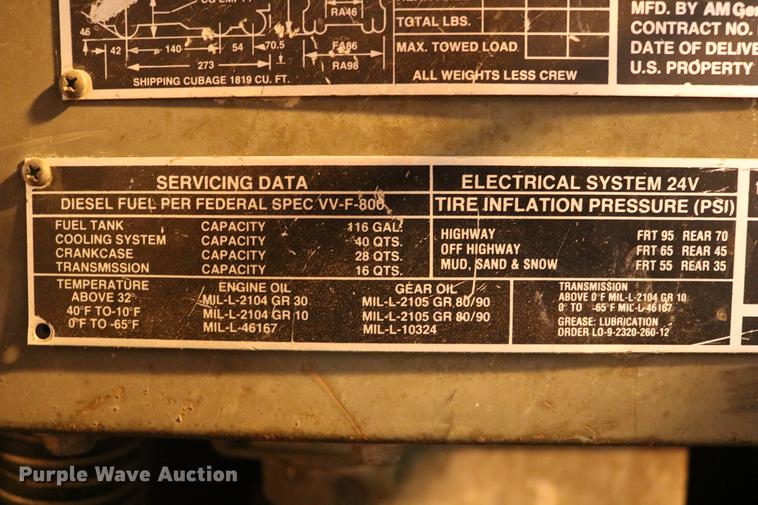 CG EMPTY
46
42
140
54
70.5
273
SHIPPING CUBAGE 1819 CU. FT.
RA46
FA86
RA98
TOTAL LBS.
MAX. TOWED LOAD
ALL WEIGHTS LESS CREW
MFD. BY AM Gen
CONTRACT NO.
DATE OF DELIVE
U.S. PROPERTY
SERVICING DATA
DIESEL FUEL PER FEDERAL SPEC VV-F-800
FUEL TANK CAPACITY 116 GAL.
COOLING SYSTEM CAPACITY 40 QTS.
CRANKCASE CAPACITY 28 QTS.
TRANSMISSION CAPACITY 16 QTS.
ELECTRICAL SYSTEM 24V
TIRE INFLATION PRESSURE (PSI)
HIGHWAY FRT 95 REAR 70
OFF HIGHWAY FRT 65 REAR 45
MUD, SAND & SNOW FRT 55 REAR 35
TEMPERATURE ENGINE OIL GEAR OIL
ABOVE 32° MIL-L-2104 GR 30 MIL-L-2105 GR 80/90
40°F TO-10°F MIL-L-2104 GR 10 MIL-L-2105 GR 80/90
0°F TO -65°F MIL-L-46167 MIL-L-10324
TRANSMISSION
ABOVE 0°F MIL-L-2104 GR 10
0° TO -65°F MIL-L-46167
GREASE: LUBRICATION
ORDER LO-9-2320-260-12
Purple Wave Auction